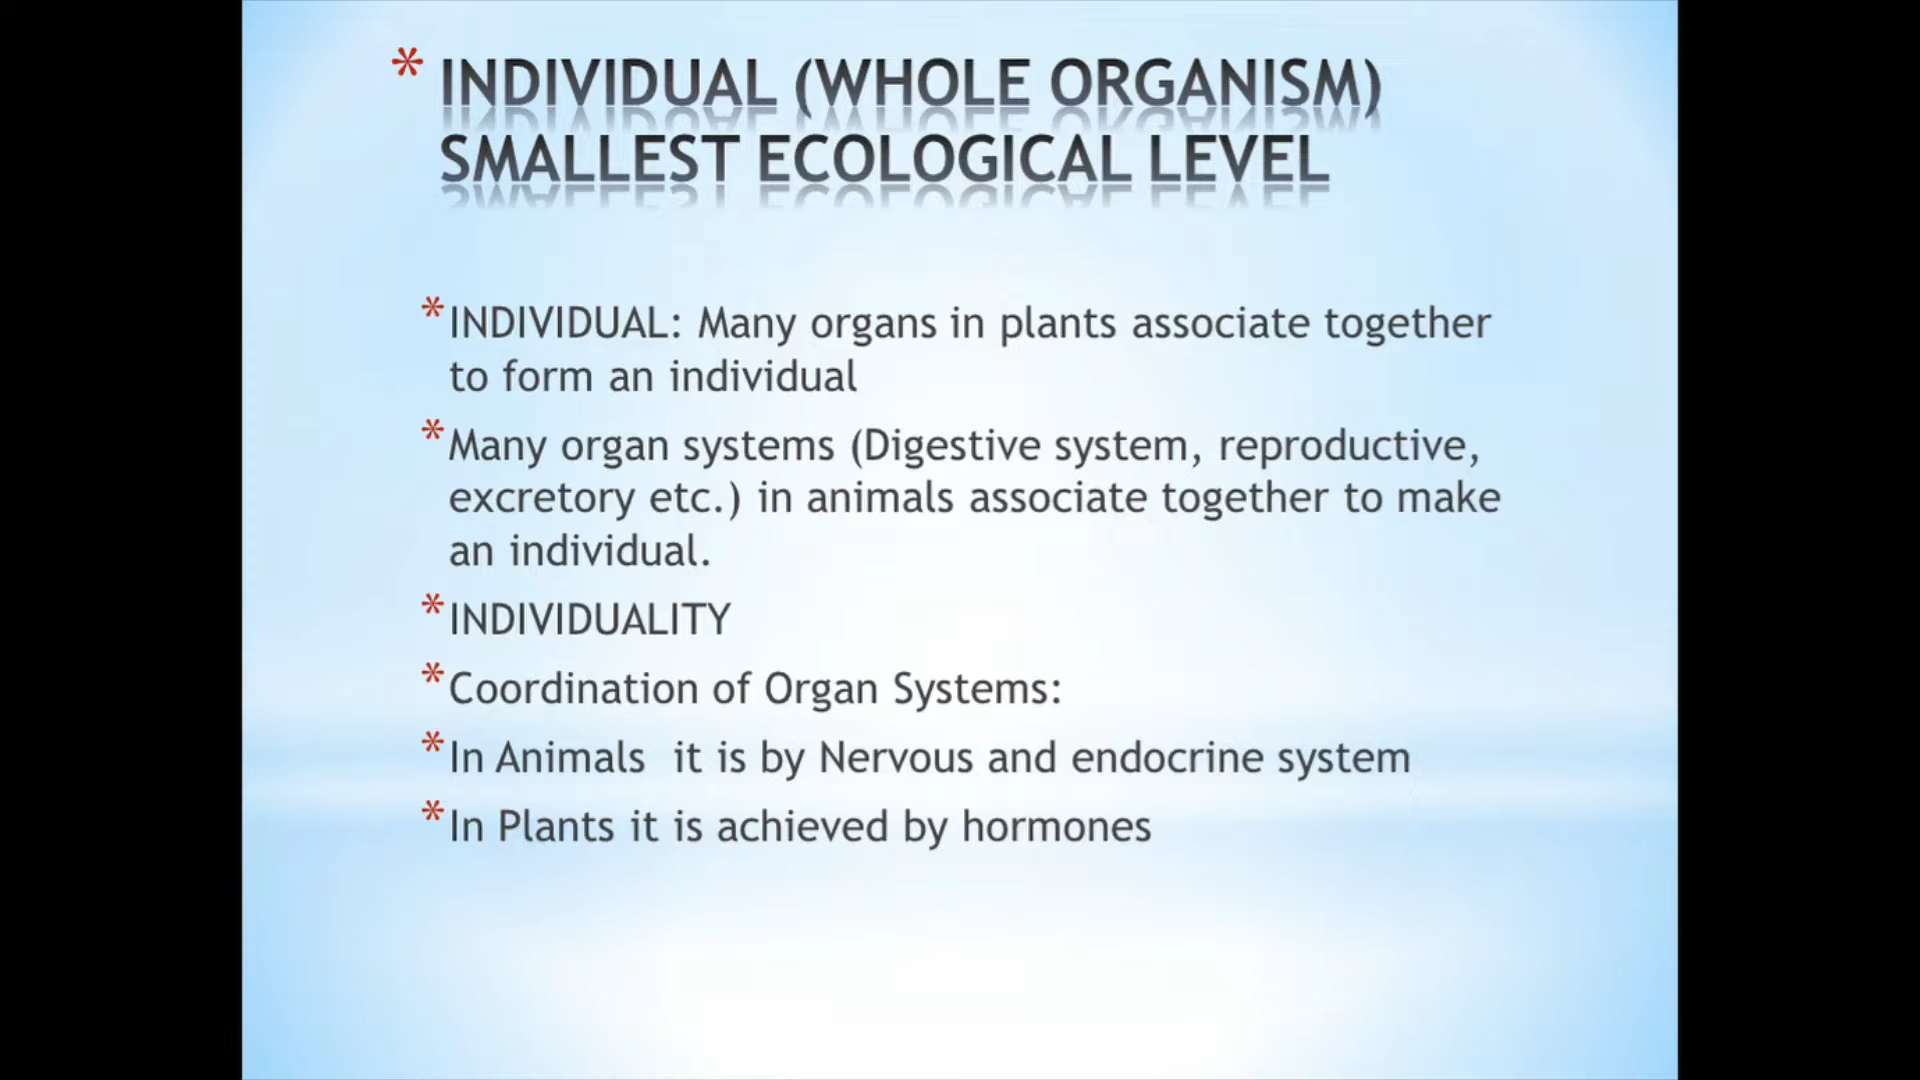 * INDIVIDUAL (WHOLE ORGANISM)
SMALLEST ECOLOGICAL LEVEL
* INDIVIDUAL: Many organs in plants associate together
to form an individual
* Many organ systems (Digestive system, reproductive,
excretory etc.) in animals associate together to make
an individual.
* INDIVIDUALITY
* Coordination of Organ Systems:
* In Animals  it is by Nervous and endocrine system
* In Plants it is achieved by hormones